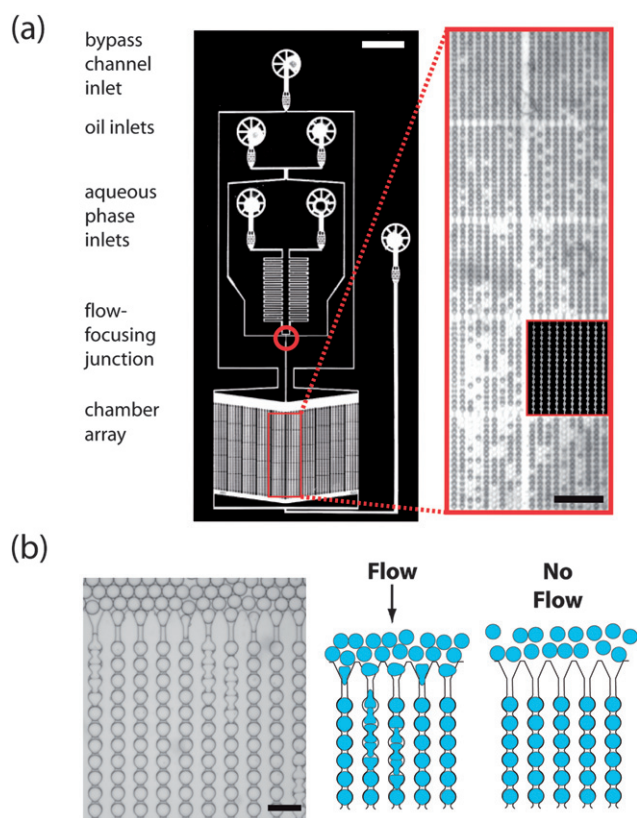 (a)
bypass
channel
inlet
oil inlets
aqueous
phase
inlets
flow-
focusing
junction
chamber
array
(b)
Flow
No
Flow